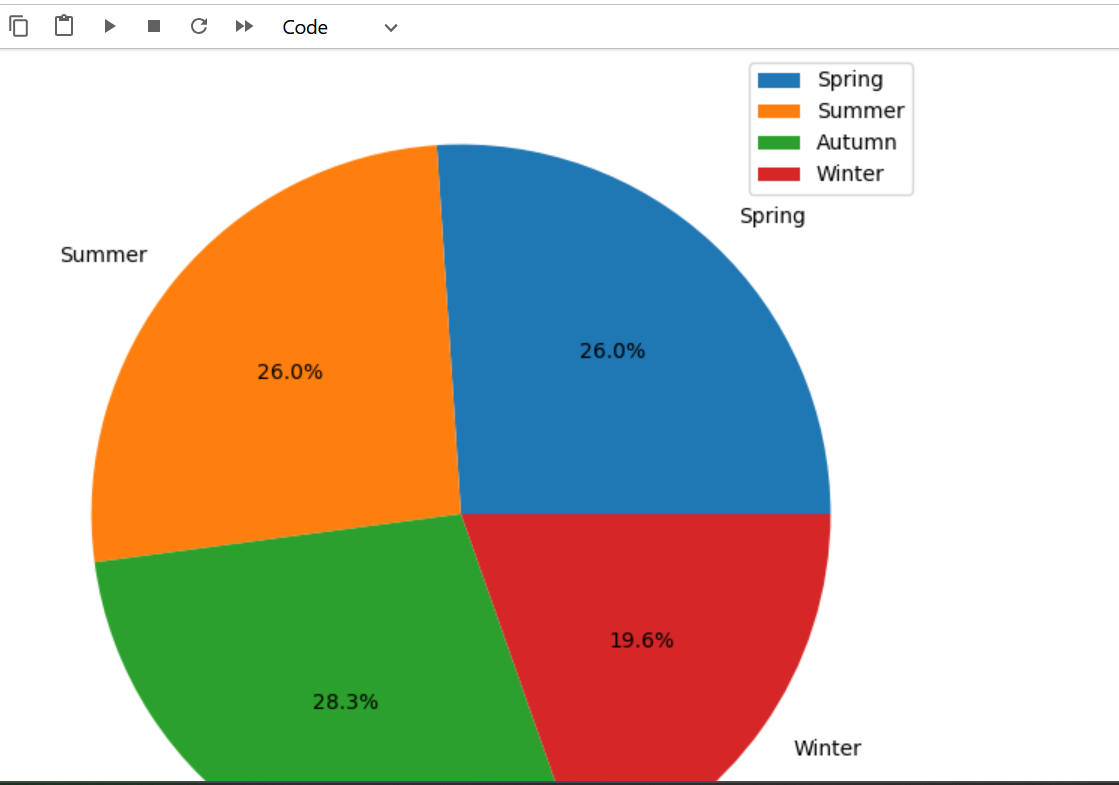 Code
Spring
Summer
Autumn
Winter
Spring
Summer
26.0%
26.0%
19.6%
28.3%
Winter